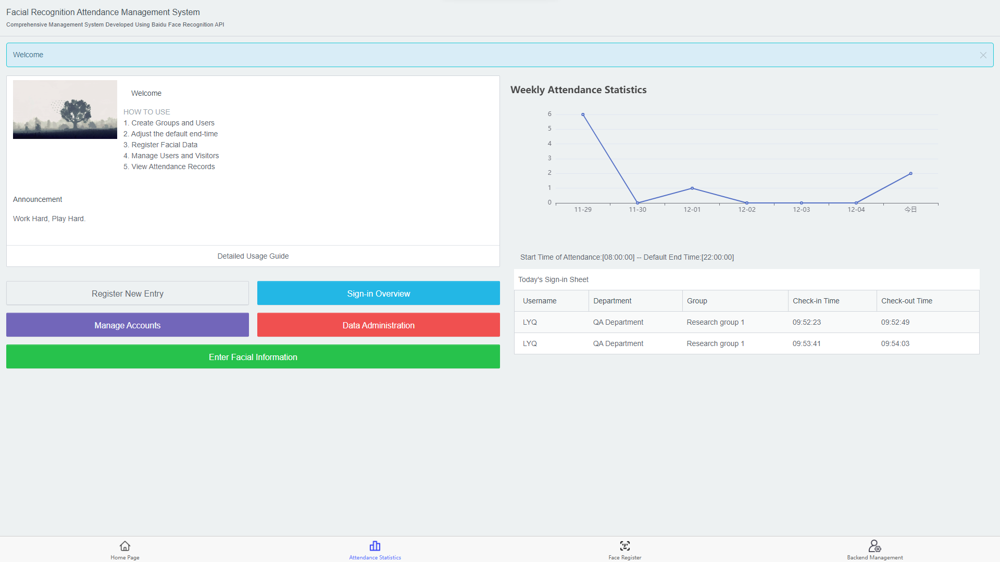 Facial Recognition Attendance Management System
Comprehensive Management System Developed Using Baidu Face Recognition API
Welcome
Welcome
HOW TO USE
1. Create Groups and Users
2. Adjust the default end-time
3. Register Facial Data
4. Manage Users and Visitors
5. View Attendance Records
Announcement
Work Hard, Play Hard.
Detailed Usage Guide
Register New Entry
Sign-in Overview
Manage Accounts
Data Administration
Enter Facial Information
Weekly Attendance Statistics
6
5
4
3
2
1
0
11-29 11-30 12-01 12-02 12-03 12-04 今日
Start Time of Attendance:[08:00:00] -- Default End Time:[22:00:00]
Today's Sign-in Sheet
Username Department Group Check-in Time Check-out Time
LYQ QA Department Research group 1 09:52:23 09:52:49
LYQ QA Department Research group 1 09:53:41 09:54:03
Home Page
Attendance Statistics
Face Register
Backend Management